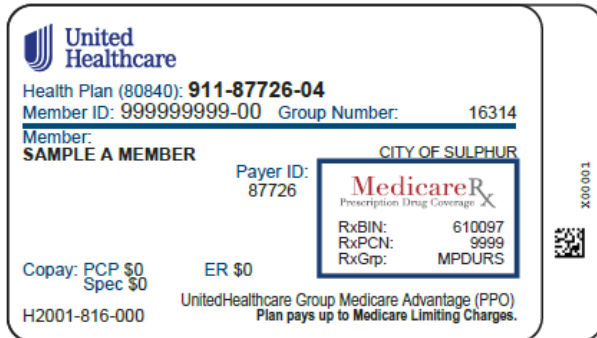 United
Healthcare
Health Plan (80840): 911-87726-04
Member ID: 999999999-00 Group Number: 16314
Member:
SAMPLE A MEMBER
CITY OF SULPHUR
Payer ID:
87726
MedicareRx
Prescription Drug Coverage
RxBIN: 610097
RxPCN: 9999
RxGrp: MPDURS
Copay: PCP $0 ER $0
Spec $0
UnitedHealthcare Group Medicare Advantage (PPO)
H2001-816-000 Plan pays up to Medicare Limiting Charges.
X00001